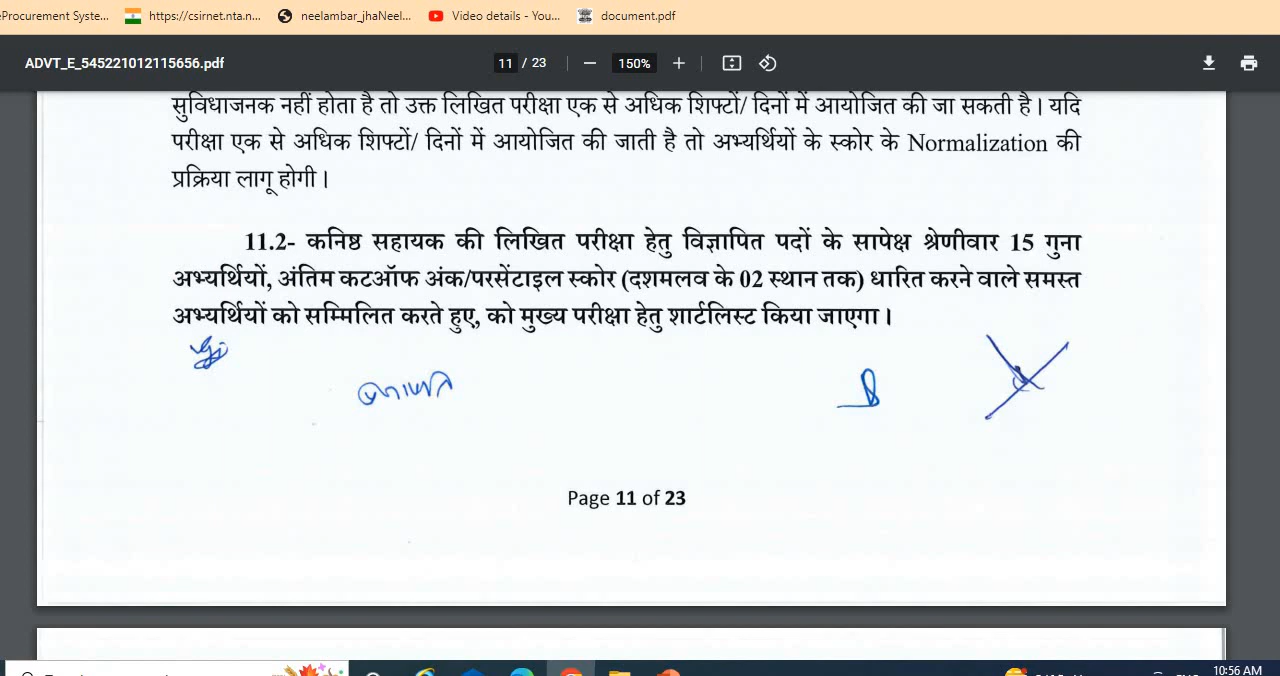 eProcurement Syste...   https://csirnet.nta.n...   neelambar_jhaNeel...   Video details - You...   document.pdf
ADVT_E_545221012115656.pdf   11 / 23   150%
सुविधाजनक नहीं होता है तो उक्त लिखित परीक्षा एक से अधिक शिफ्टों/ दिनों में आयोजित की जा सकती है। यदि
परीक्षा एक से अधिक शिफ्टों/ दिनों में आयोजित की जाती है तो अभ्यर्थियों के स्कोर के Normalization की
प्रक्रिया लागू होगी।
11.2- कनिष्ठ सहायक की लिखित परीक्षा हेतु विज्ञापित पदों के सापेक्ष श्रेणीवार 15 गुना
अभ्यर्थियों, अंतिम कटऑफ अंक/परसेंटाइल स्कोर (दशमलव के 02 स्थान तक) धारित करने वाले समस्त
अभ्यर्थियों को सम्मिलित करते हुए, को मुख्य परीक्षा हेतु शार्टलिस्ट किया जाएगा।
Page 11 of 23
10:56 AM